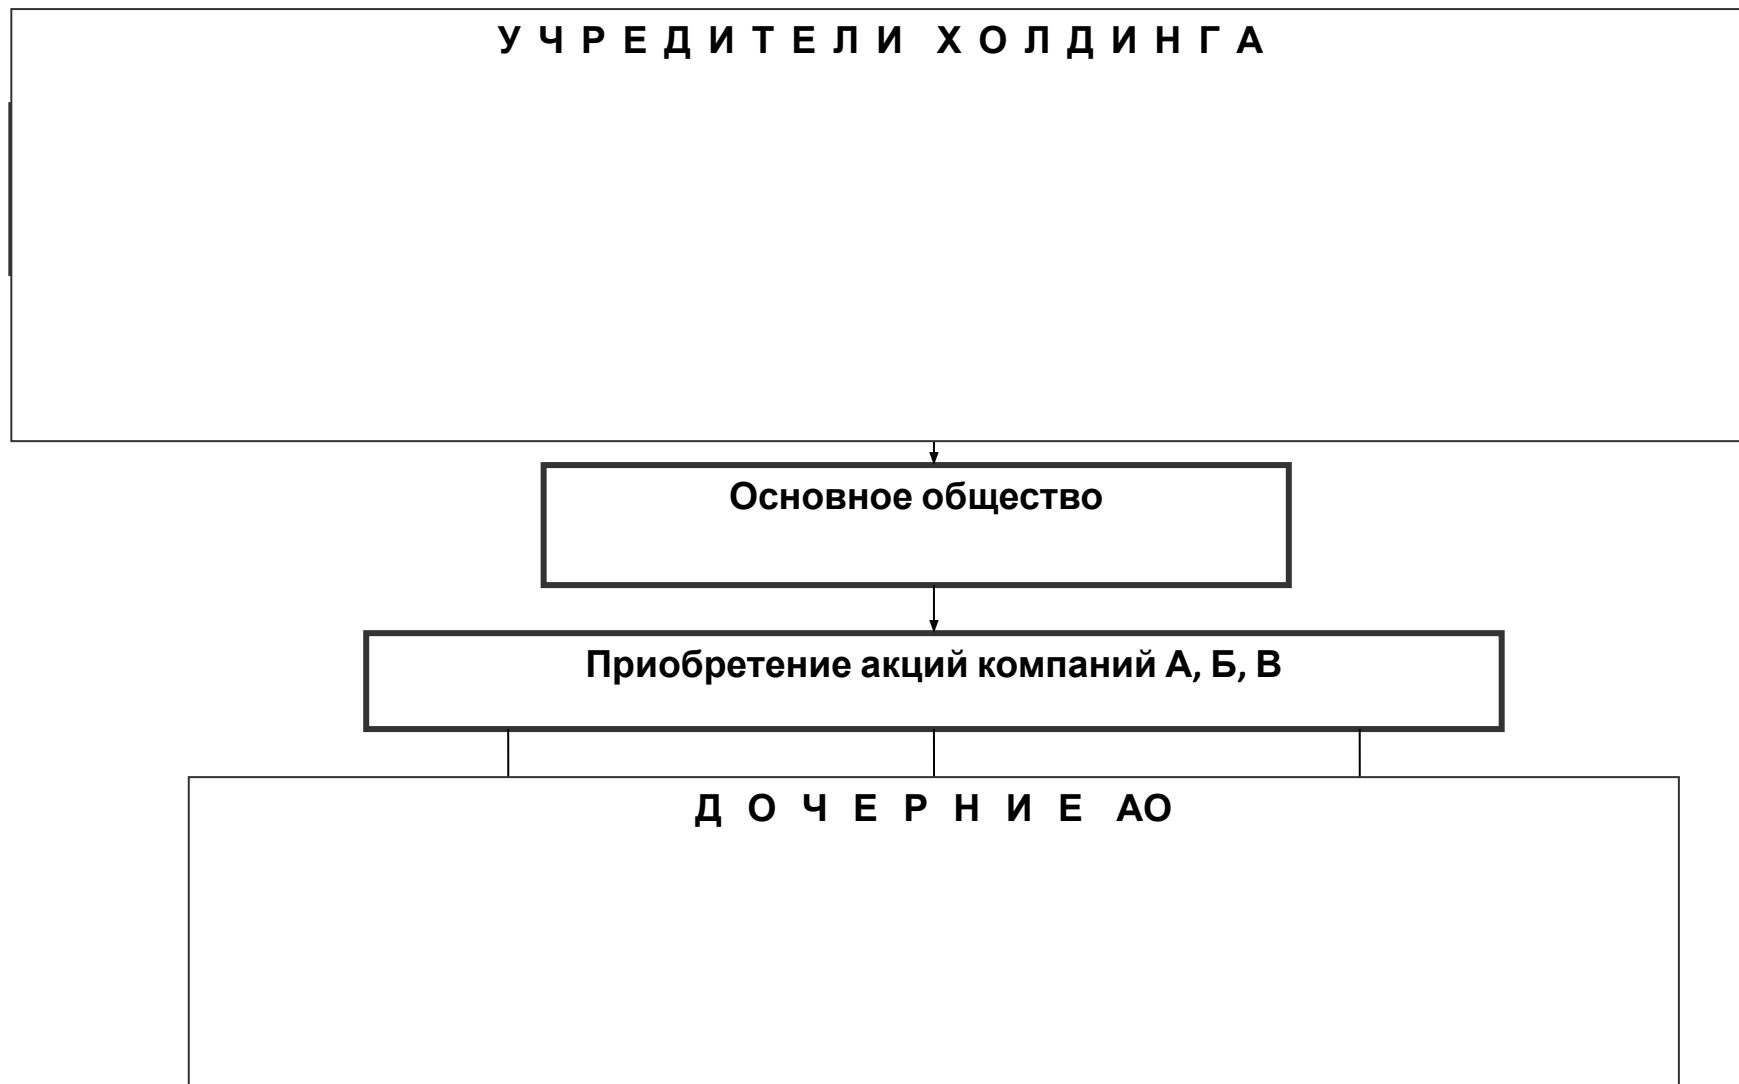 У Ч Р Е Д И Т Е Л И Х О Л Д И Н Г А
Основное общество
Приобретение акций компаний А, Б, В
Д О Ч Е Р Н И Е АО